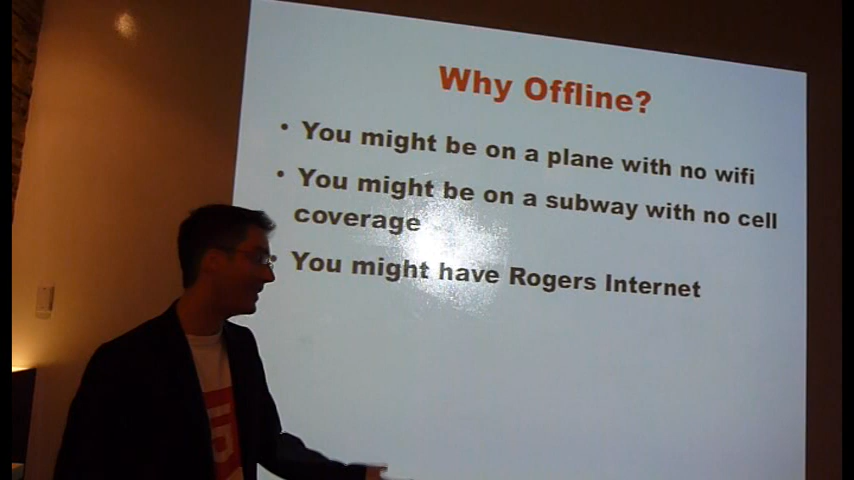 Why Offline?
• You might be on a plane with no wifi
• You might be on a subway with no cell
coverage
• You might have Rogers Internet
5